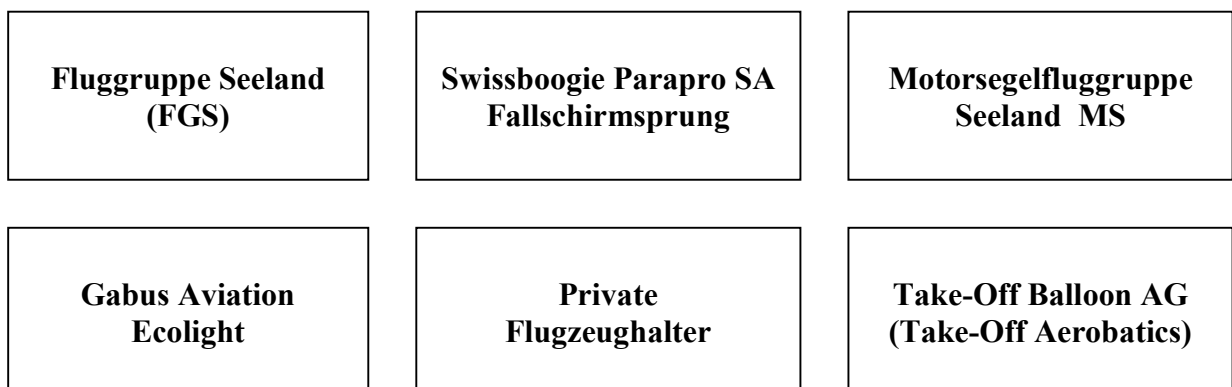 Fluggruppe Seeland
(FGS)
Swissboogie Parapro SA
Fallschirmsprung
Motorsegelfluggruppe
Seeland MS
Gabus Aviation
Ecolight
Private
Flugzeughalter
Take-Off Balloon AG
(Take-Off Aerobatics)